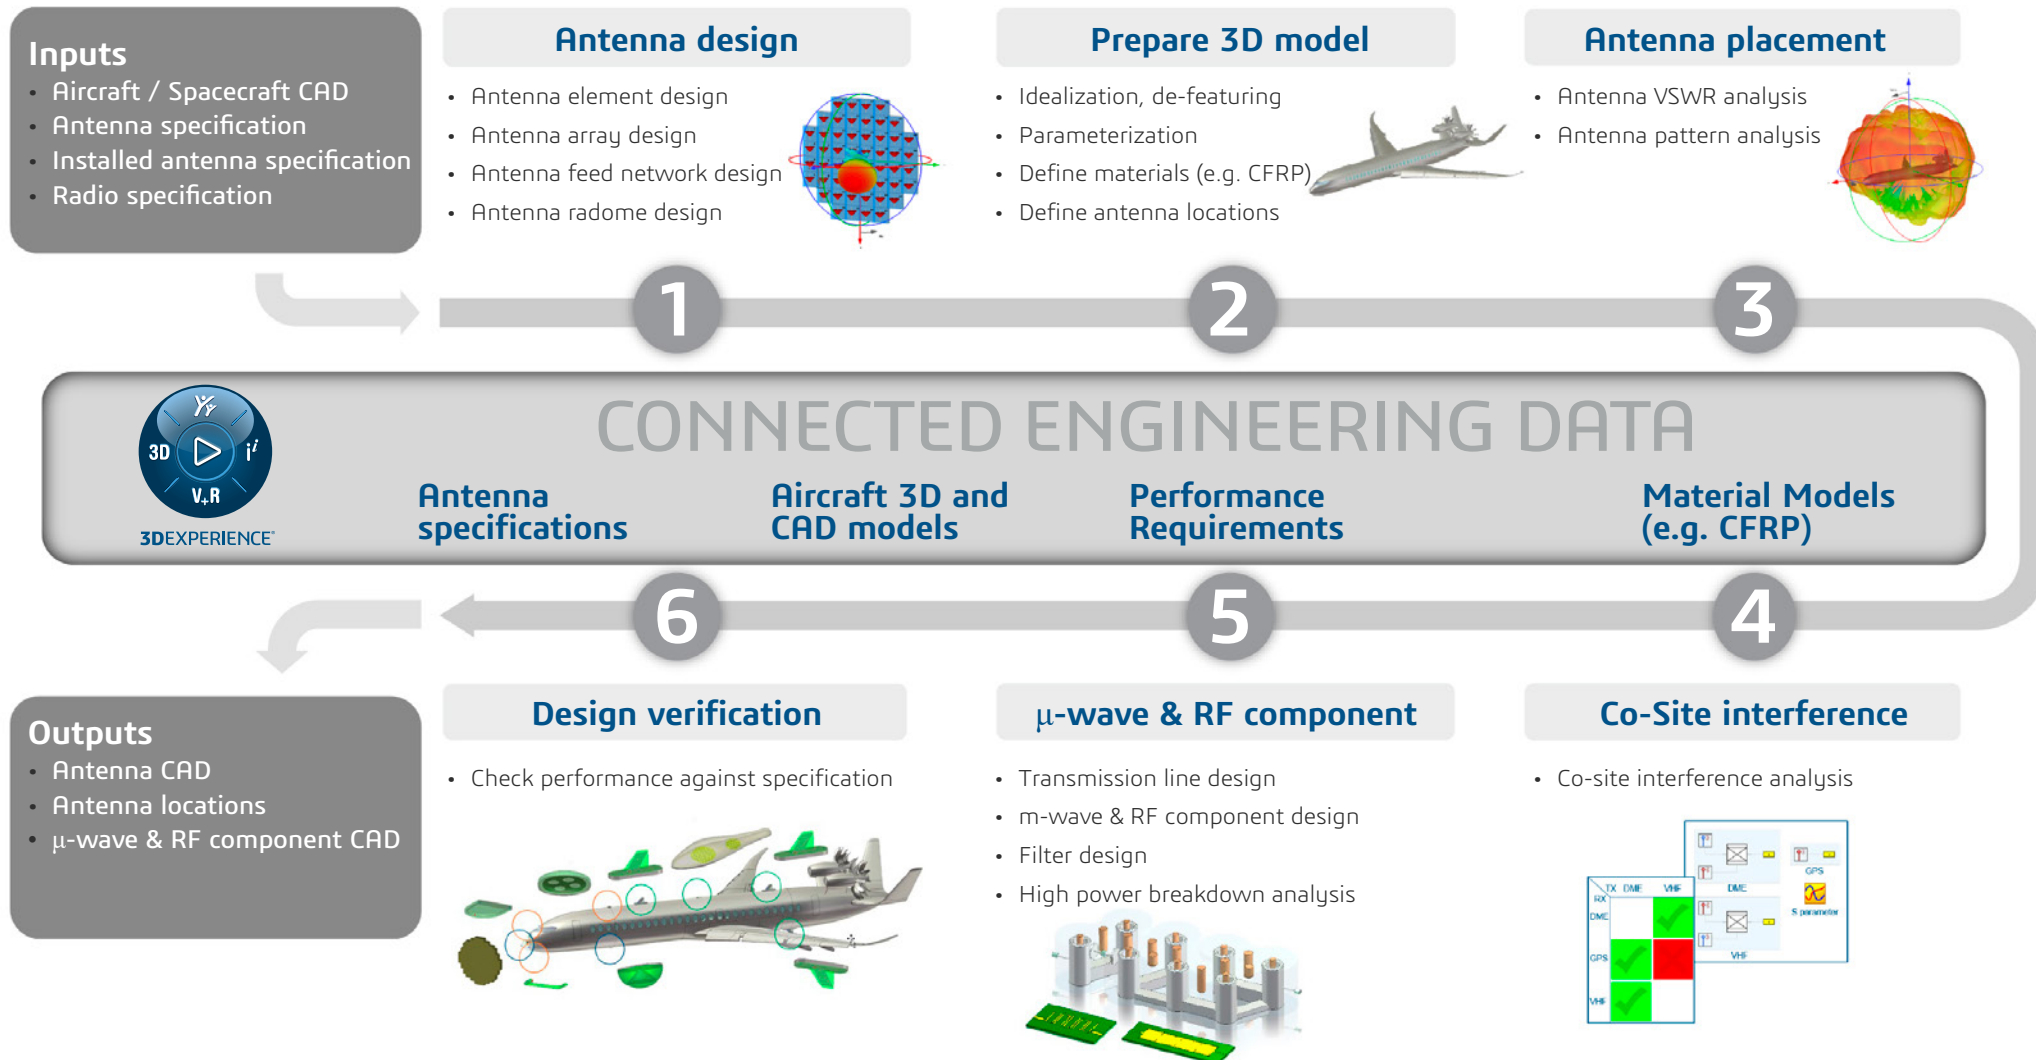 Inputs
• Aircraft / Spacecraft CAD
• Antenna specification
• Installed antenna specification
• Radio specification
Antenna design
• Antenna element design
• Antenna array design
• Antenna feed network design
• Antenna radome design
Prepare 3D model
• Idealization, de-featuring
• Parameterization
• Define materials (e.g. CFRP)
• Define antenna locations
Antenna placement
• Antenna VSWR analysis
• Antenna pattern analysis
1
2
3
CONNECTED ENGINEERING DATA
3D
i i
V+R
3DEXPERIENCE
Antenna
specifications
Aircraft 3D and
CAD models
Performance
Requirements
Material Models
(e.g. CFRP)
6
5
4
Outputs
• Antenna CAD
• Antenna locations
• μ-wave & RF component CAD
Design verification
• Check performance against specification
μ-wave & RF component
• Transmission line design
• m-wave & RF component design
• Filter design
• High power breakdown analysis
Co-Site interference
• Co-site interference analysis
TX DME VHF
RX
DME
GPS
VHF
DME
GPS
S parameter
VHF